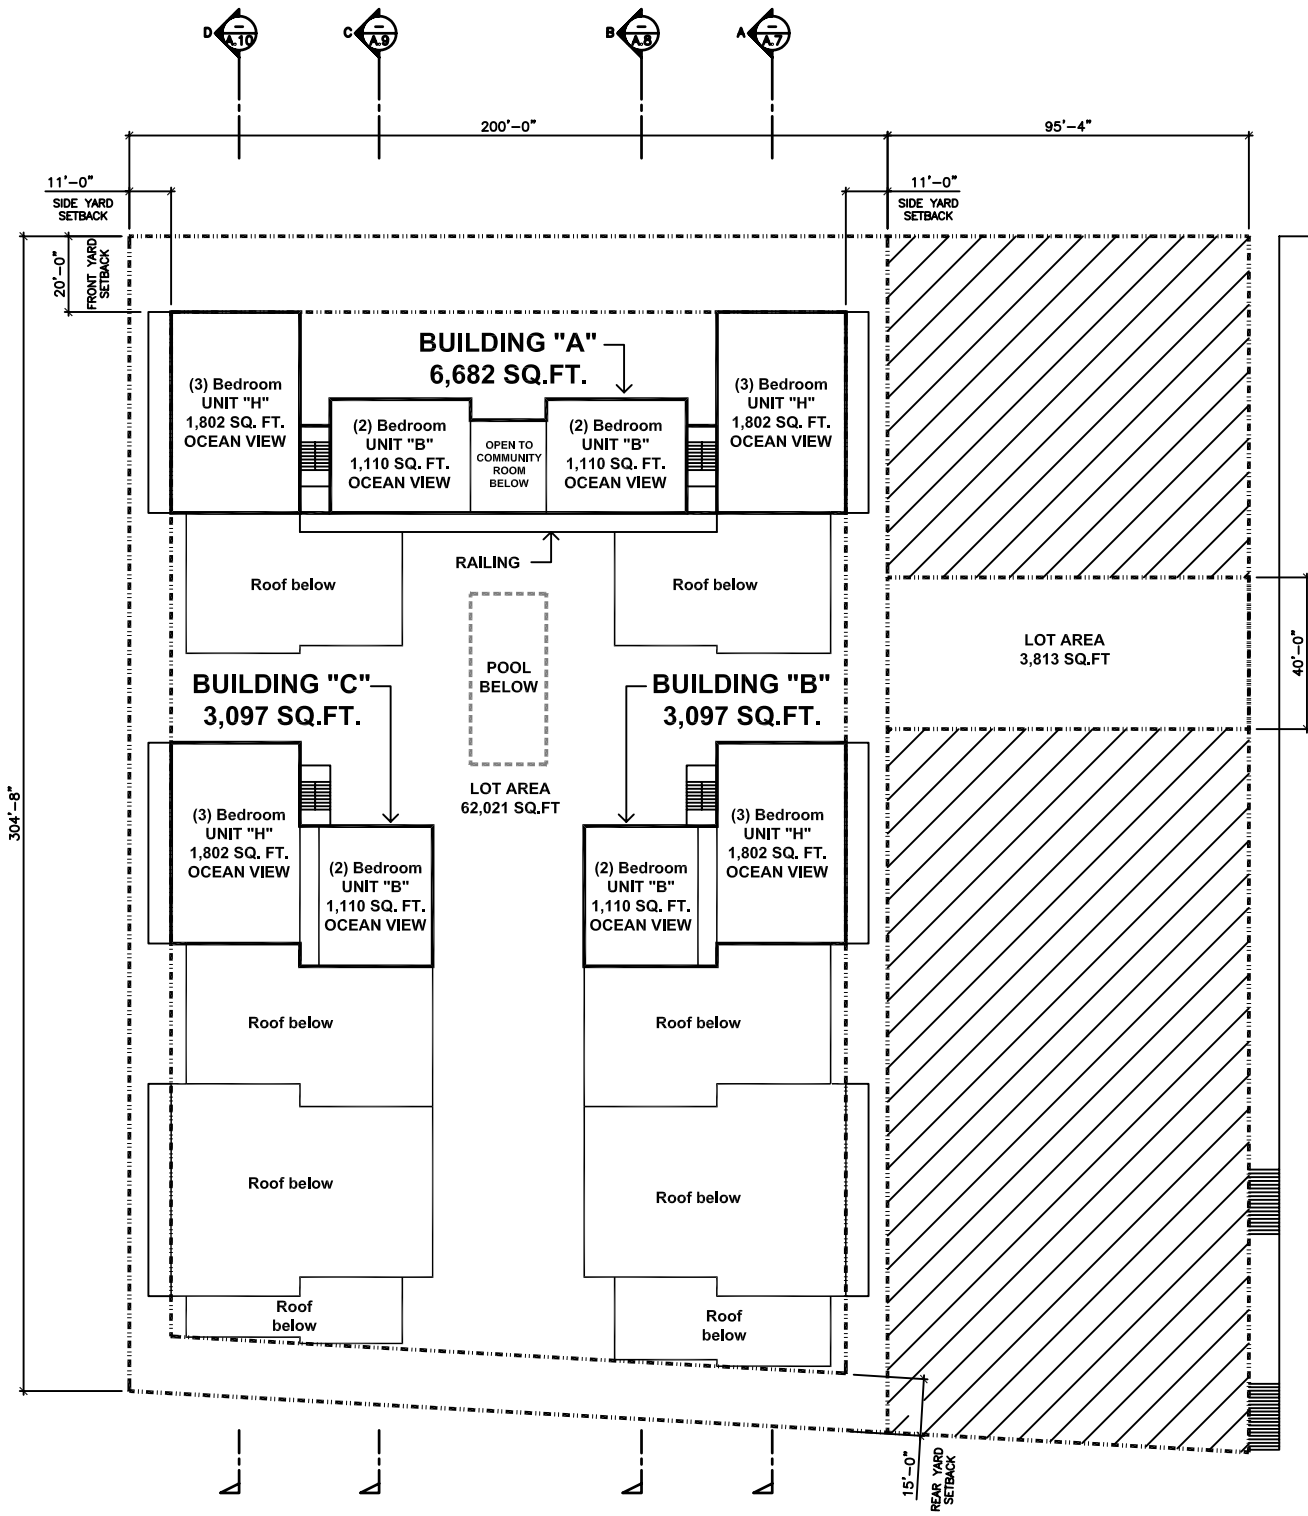 D
-
A.10
C
-
A.9
B
-
A.8
A
-
A.7
200'-0"
95'-4"
11'-0"
SIDE YARD
SETBACK
11'-0"
SIDE YARD
SETBACK
20'-0"
FRONT YARD
SETBACK
BUILDING "A"
6,682 SQ.FT.
(3) Bedroom
UNIT "H"
1,802 SQ. FT.
OCEAN VIEW
(2) Bedroom
UNIT "B"
1,110 SQ. FT.
OCEAN VIEW
OPEN TO
COMMUNITY
ROOM
BELOW
(2) Bedroom
UNIT "B"
1,110 SQ. FT.
OCEAN VIEW
(3) Bedroom
UNIT "H"
1,802 SQ. FT.
OCEAN VIEW
RAILING
Roof below
Roof below
LOT AREA
3,813 SQ.FT
40'-0"
POOL
BELOW
BUILDING "C"
3,097 SQ.FT.
BUILDING "B"
3,097 SQ.FT.
LOT AREA
62,021 SQ.FT
304'-8"
(3) Bedroom
UNIT "H"
1,802 SQ. FT.
OCEAN VIEW
(2) Bedroom
UNIT "B"
1,110 SQ. FT.
OCEAN VIEW
(2) Bedroom
UNIT "B"
1,110 SQ. FT.
OCEAN VIEW
(3) Bedroom
UNIT "H"
1,802 SQ. FT.
OCEAN VIEW
Roof below
Roof below
Roof below
Roof below
Roof
below
Roof
below
15'-0"
REAR YARD
SETBACK